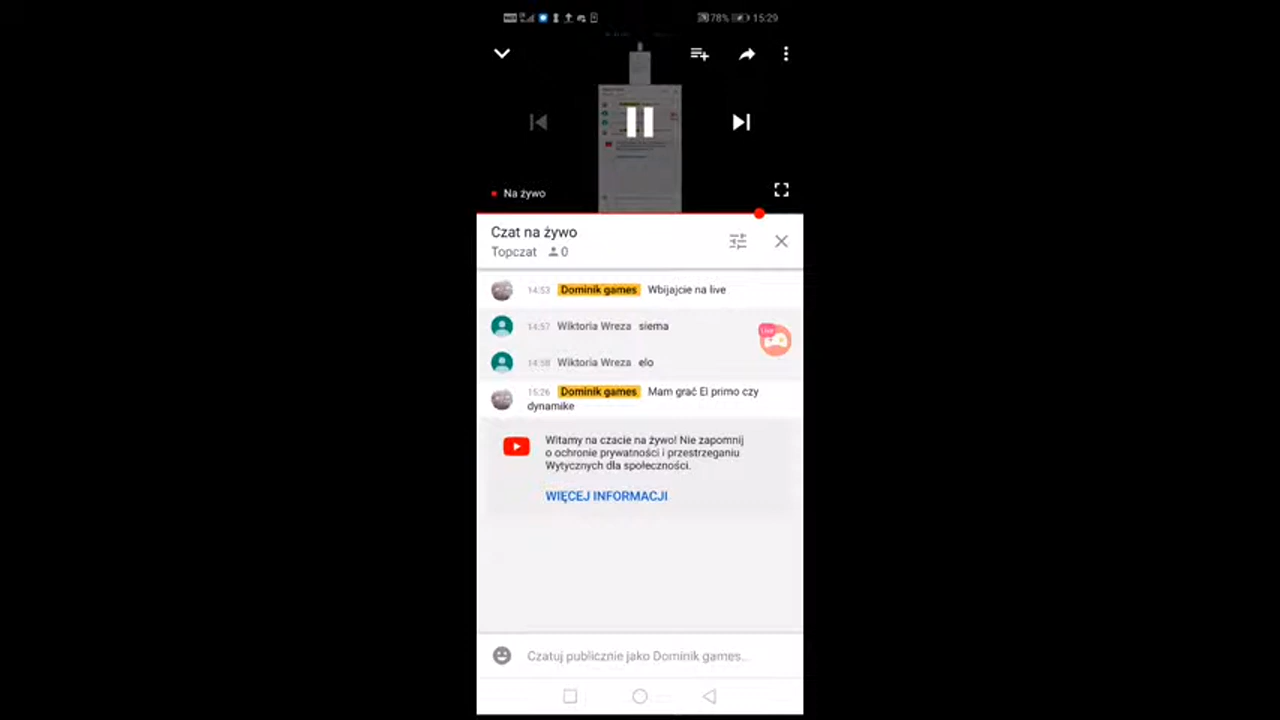 78% 15:29
Na żywo
Czat na żywo
Topczat 0
14:53 Dominik games Wbijajcie na live
14:57 Wiktoria Wreza siema
Live
14:58 Wiktoria Wreza elo
15:26 Dominik games Mam grać El primo czy
dynamike
Witamy na czacie na żywo! Nie zapomnij
o ochronie prywatności i przestrzeganiu
Wytycznych dla społeczności.
WIĘCEJ INFORMACJI
Czatuj publicznie jako Dominik games...